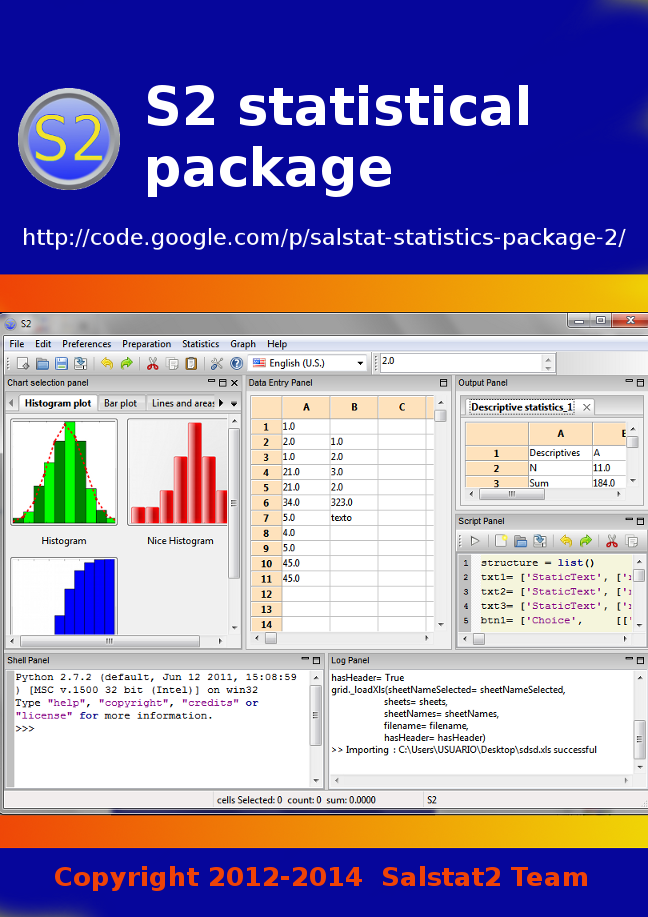 S2
S2 statistical
package
http://code.google.com/p/salstat-statistics-package-2/
S2
File Edit Preferences Preparation Statistics Graph Help
English (U.S.) 2.0
Chart selection panel
Histogram plot Bar plot Lines and areas
Histogram Nice Histogram
Data Entry Panel
A B C
1 1.0
2 2.0 1.0
3 1.0 2.0
4 21.0 3.0
5 21.0 2.0
6 34.0 323.0
7 5.0 texto
8 4.0
9 5.0
10 45.0
11 45.0
12
13
14
Output Panel
Descriptive statistics_1
A
1 Descriptives A
2 N 11.0
3 Sum 184.0
Script Panel
1 structure = list()
2 txt1= ['StaticText', ['
3 txt2= ['StaticText', ['
4 txt3= ['StaticText', ['
5 btn1= ['Choice', [['
Shell Panel
Python 2.7.2 (default, Jun 12 2011, 15:08:59
) [MSC v.1500 32 bit (Intel)] on win32
Type "help", "copyright", "credits" or
"license" for more information.
>>>
Log Panel
hasHeader= True
grid._loadXls(sheetNameSelected= sheetNameSelected,
sheets= sheets,
sheetNames= sheetNames,
filename= filename,
hasHeader= hasHeader)
>> Importing : C:\Users\USUARIO\Desktop\sdsd.xls successful
cells Selected: 0 count: 0 sum: 0.0000 S2
Copyright 2012-2014 Salstat2 Team